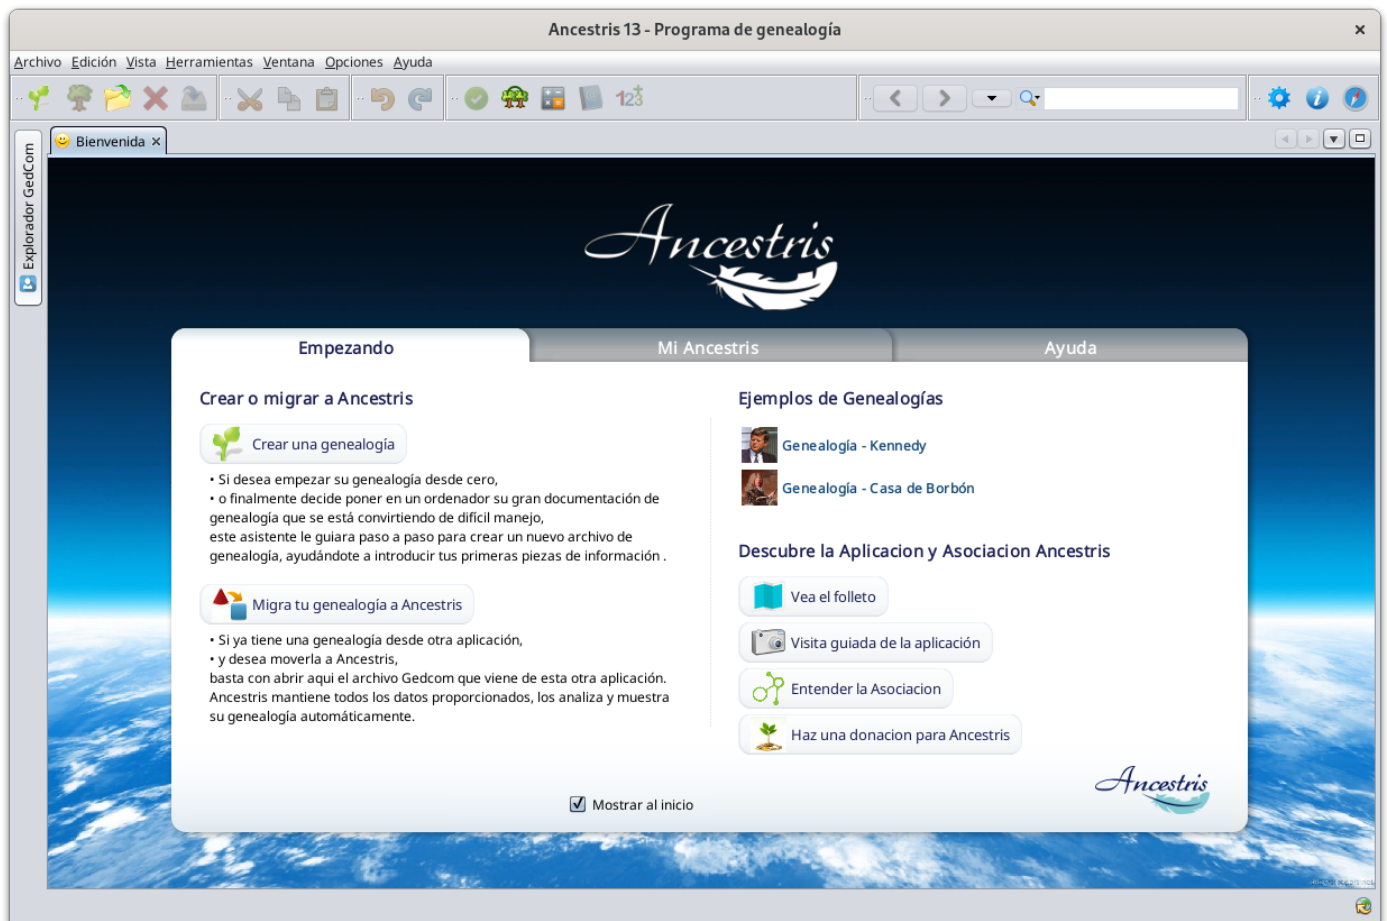 Ancestris 13 - Programa de genealogía
Archivo Edición Vista Herramientas Ventana Opciones Ayuda
123
Explorador GedCom
Bienvenida
Ancestris
Empezando
Mi Ancestris
Ayuda
Crear o migrar a Ancestris
Crear una genealogía
• Si desea empezar su genealogía desde cero,
• o finalmente decide poner en un ordenador su gran documentación de
genealogía que se está convirtiendo de difícil manejo,
este asistente le guiara paso a paso para crear un nuevo archivo de
genealogía, ayudándote a introducir tus primeras piezas de información .
Migra tu genealogía a Ancestris
• Si ya tiene una genealogía desde otra aplicación,
• y desea moverla a Ancestris,
basta con abrir aqui el archivo Gedcom que viene de esta otra aplicación.
Ancestris mantiene todos los datos proporcionados, los analiza y muestra
su genealogía automáticamente.
Ejemplos de Genealogías
Genealogía - Kennedy
Genealogía - Casa de Borbón
Descubre la Aplicacion y Asociacion Ancestris
Vea el folleto
Visita guiada de la aplicación
Entender la Asociacion
Haz una donacion para Ancestris
Ancestris
Mostrar al inicio